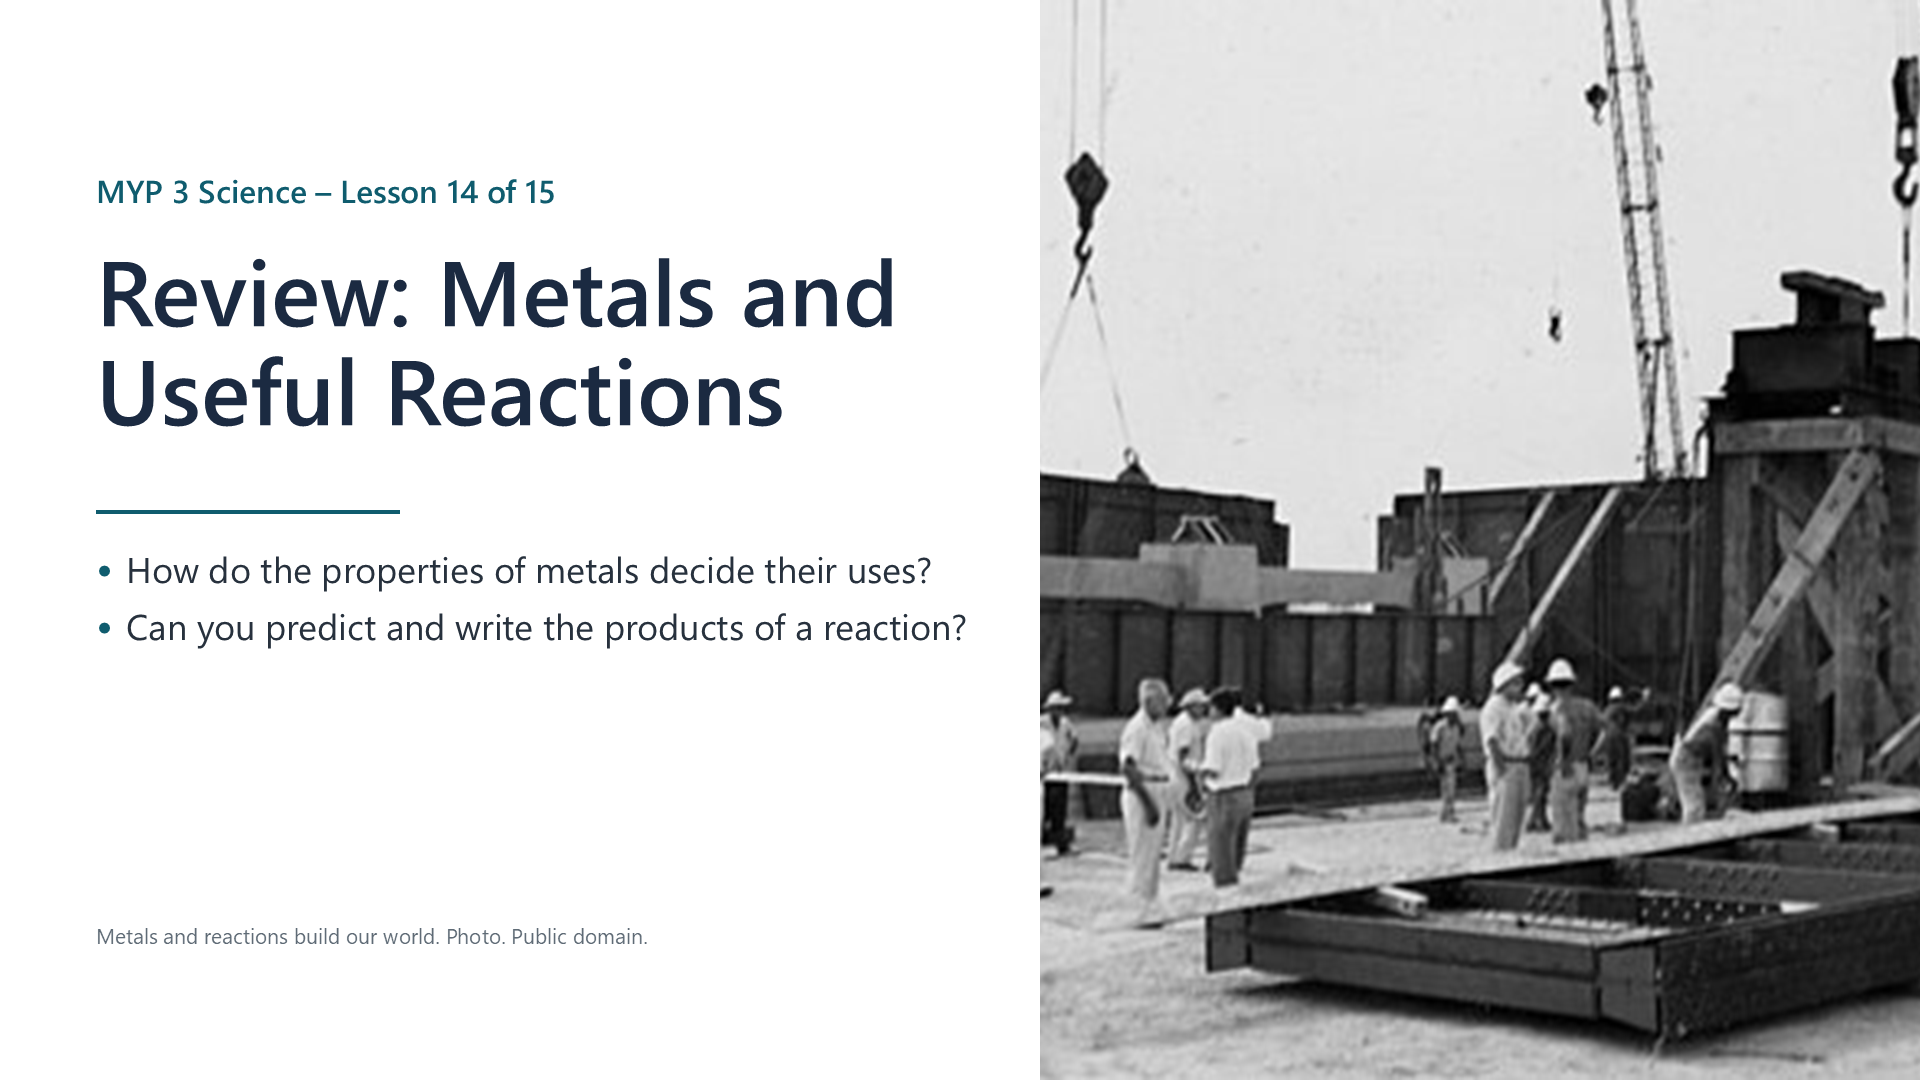 MYP 3 Science – Lesson 14 of 15
Review: Metals and
Useful Reactions
• How do the properties of metals decide their uses?
• Can you predict and write the products of a reaction?
Metals and reactions build our world. Photo. Public domain.